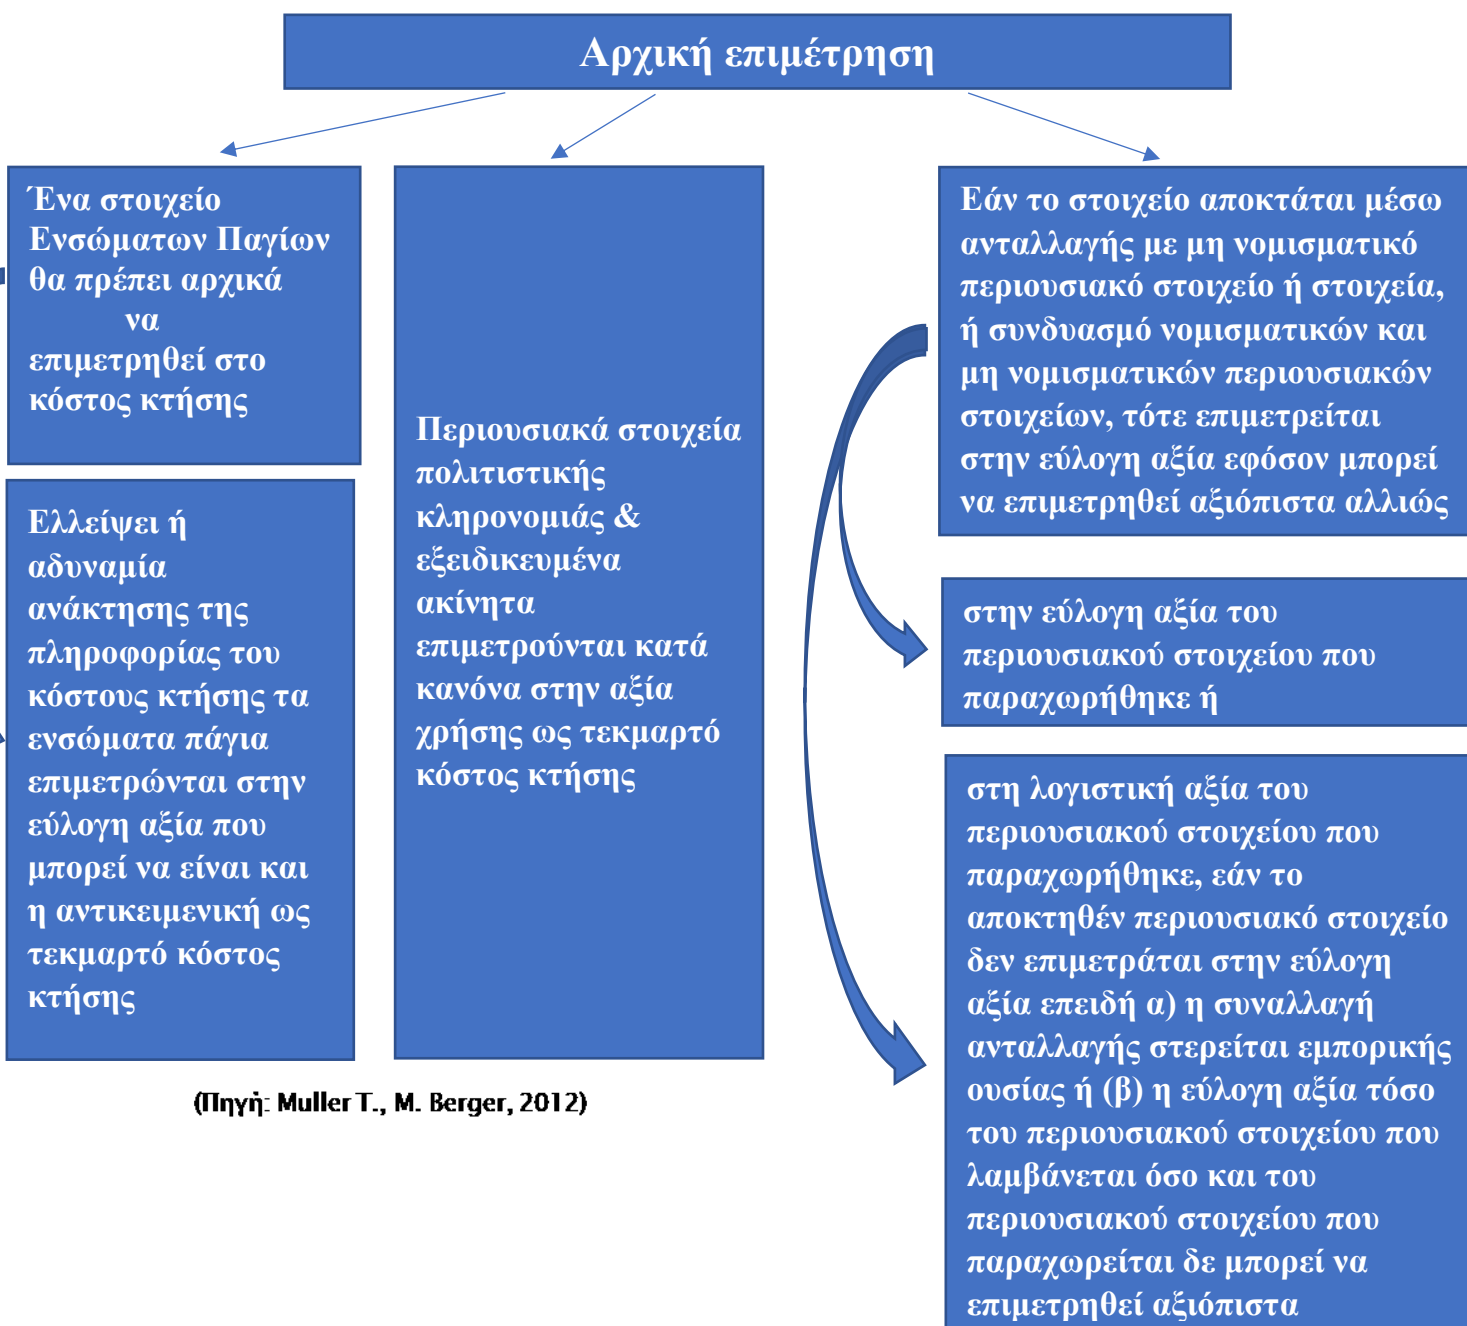 Αρχική επιμέτρηση
Ένα στοιχείο
Ενσώματων Παγίων
θα πρέπει αρχικά
να
επιμετρηθεί στο
κόστος κτήσης
Ελλείψει ή
αδυναμία
ανάκτησης της
πληροφορίας του
κόστους κτήσης τα
ενσώματα πάγια
επιμετρώνται στην
εύλογη αξία που
μπορεί να είναι και
η αντικειμενική ως
τεκμαρτό κόστος
κτήσης
Περιουσιακά στοιχεία
πολιτιστικής
κληρονομιάς &
εξειδικευμένα
ακίνητα
επιμετρούνται κατά
κανόνα στην αξία
χρήσης ως τεκμαρτό
κόστος κτήσης
Εάν το στοιχείο αποκτάται μέσω
ανταλλαγής με μη νομισματικό
περιουσιακό στοιχείο ή στοιχεία,
ή συνδυασμό νομισματικών και
μη νομισματικών περιουσιακών
στοιχείων, τότε επιμετρείται
στην εύλογη αξία εφόσον μπορεί
να επιμετρηθεί αξιόπιστα αλλιώς
στην εύλογη αξία του
περιουσιακού στοιχείου που
παραχωρήθηκε ή
στη λογιστική αξία του
περιουσιακού στοιχείου που
παραχωρήθηκε, εάν το
αποκτηθέν περιουσιακό στοιχείο
δεν επιμετράται στην εύλογη
αξία επειδή α) η συναλλαγή
ανταλλαγής στερείται εμπορικής
ουσίας ή (β) η εύλογη αξία τόσο
του περιουσιακού στοιχείου που
λαμβάνεται όσο και του
περιουσιακού στοιχείου που
παραχωρείται δε μπορεί να
επιμετρηθεί αξιόπιστα
(Πηγή: Muller T., M. Berger, 2012)